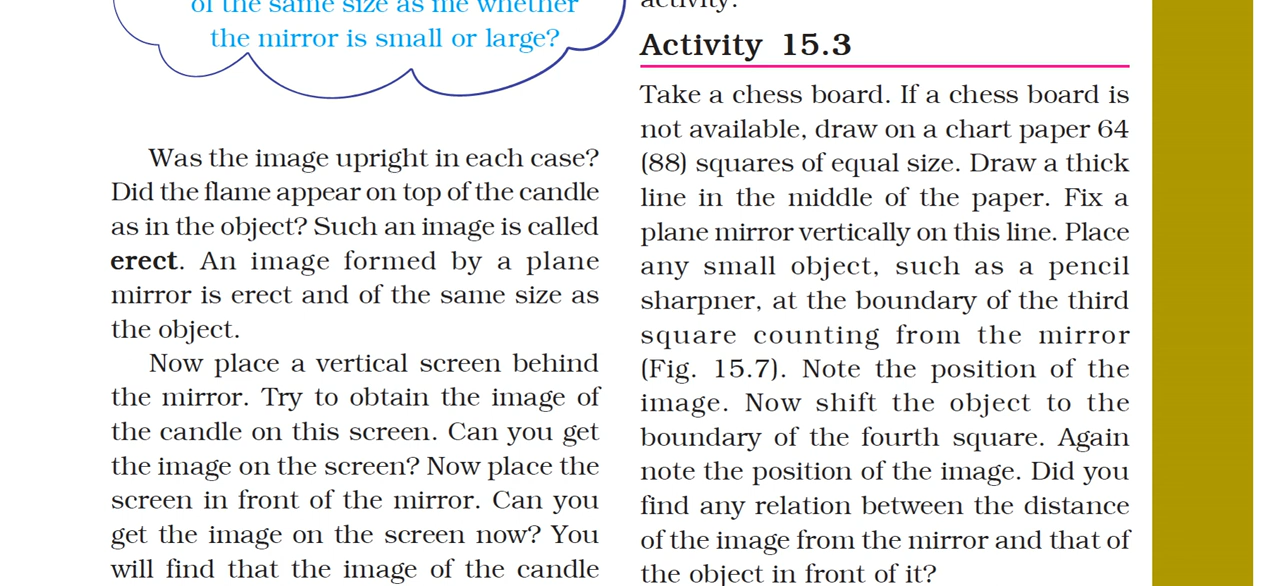 of the same size as me whether
the mirror is small or large?
Was the image upright in each case?
Did the flame appear on top of the candle
as in the object? Such an image is called
erect. An image formed by a plane
mirror is erect and of the same size as
the object.
Now place a vertical screen behind
the mirror. Try to obtain the image of
the candle on this screen. Can you get
the image on the screen? Now place the
screen in front of the mirror. Can you
get the image on the screen now? You
will find that the image of the candle
activity.
Activity 15.3
Take a chess board. If a chess board is
not available, draw on a chart paper 64
(88) squares of equal size. Draw a thick
line in the middle of the paper. Fix a
plane mirror vertically on this line. Place
any small object, such as a pencil
sharpner, at the boundary of the third
square counting from the mirror
(Fig. 15.7). Note the position of the
image. Now shift the object to the
boundary of the fourth square. Again
note the position of the image. Did you
find any relation between the distance
of the image from the mirror and that of
the object in front of it?